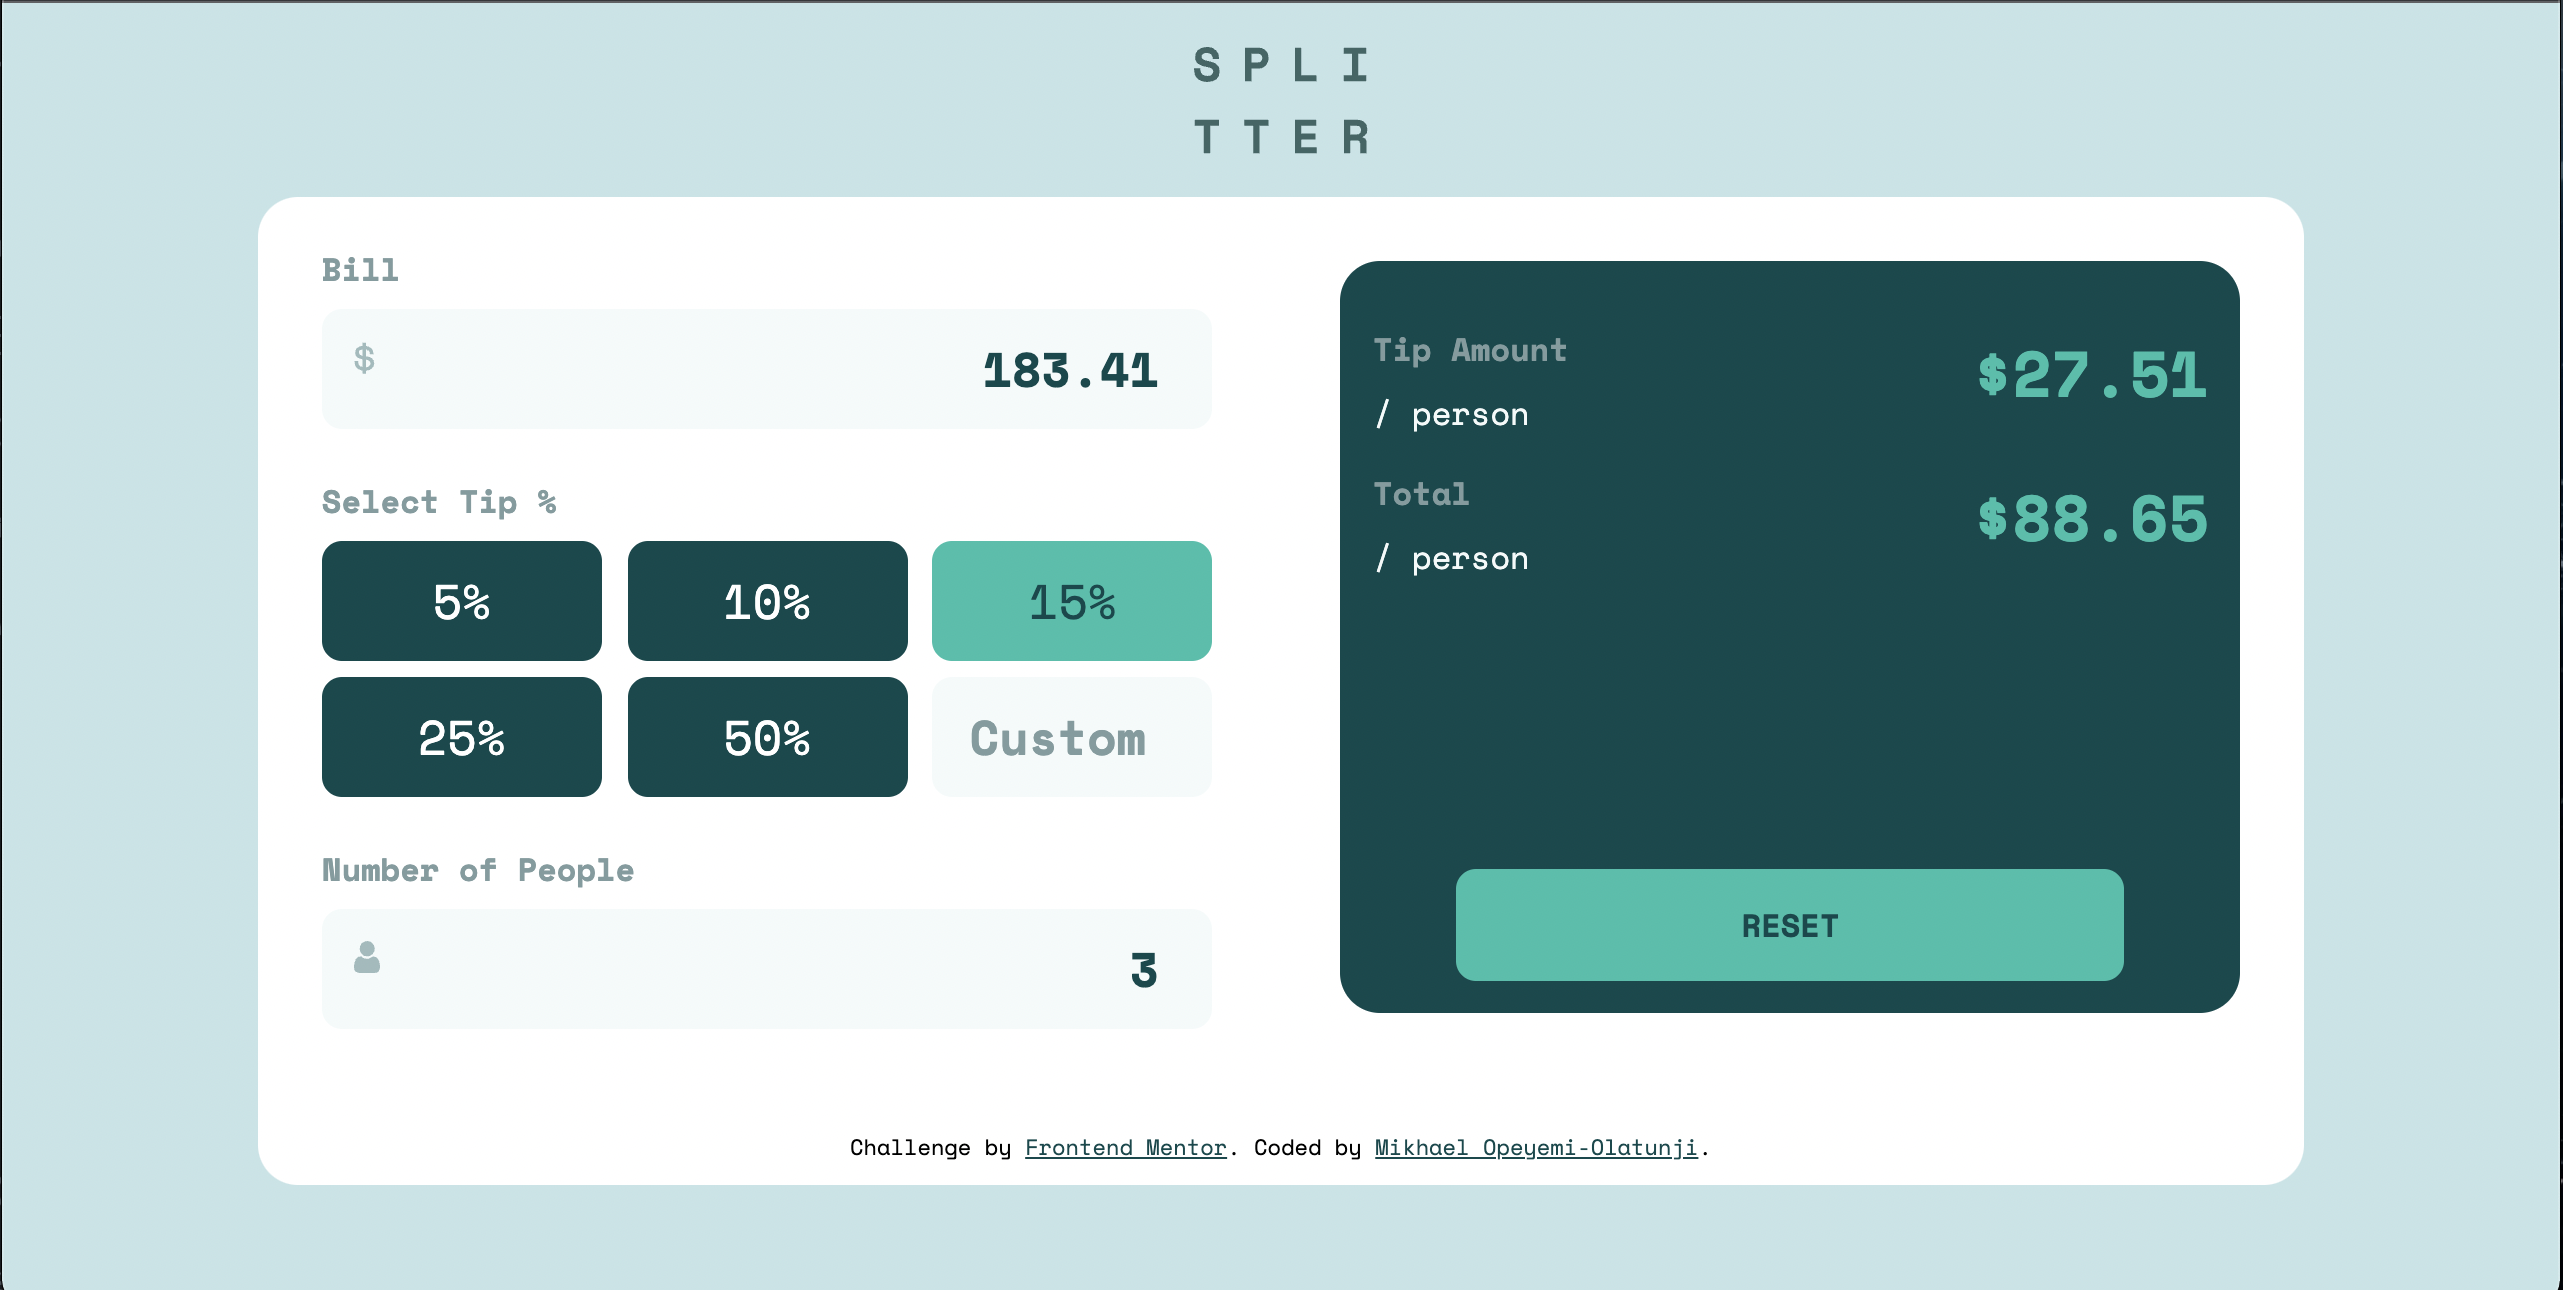 SPLI
TTER
Bill
$
183.41
Select Tip %
5%
10%
15%
25%
50%
Custom
Number of People
3
Tip Amount
/ person
$27.51
Total
/ person
$88.65
RESET
Challenge by Frontend Mentor. Coded by Mikhael Opeyemi-Olatunji.